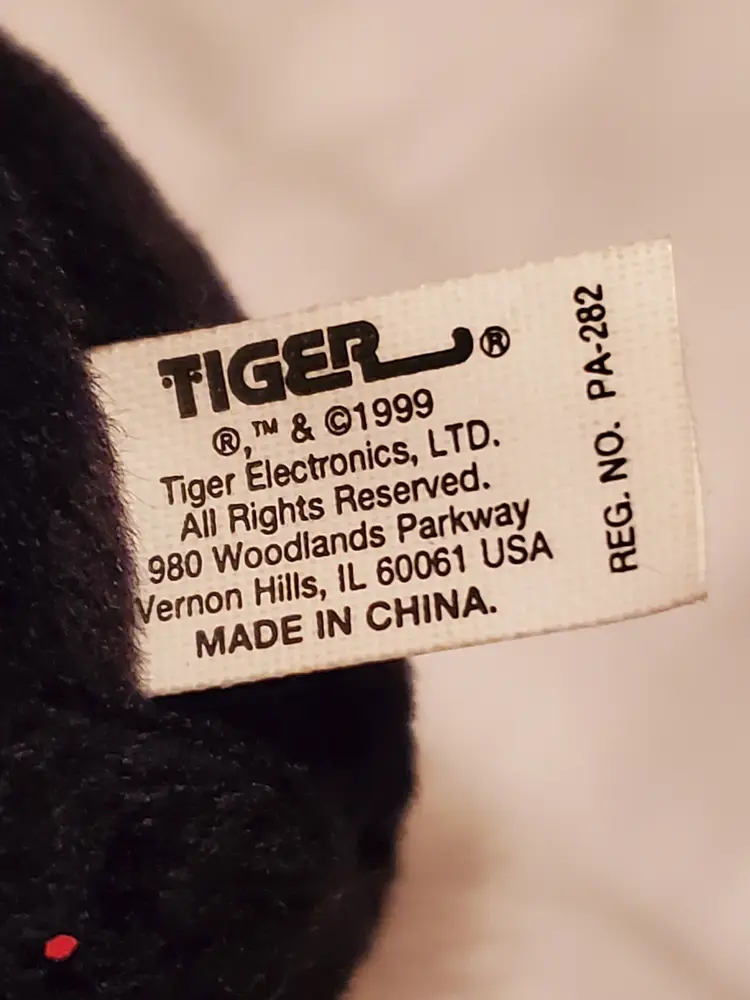 TIGER®
®,™ & ©1999
Tiger Electronics, LTD.
All Rights Reserved.
980 Woodlands Parkway
Vernon Hills, IL 60061 USA
MADE IN CHINA.
REG. NO. PA-282